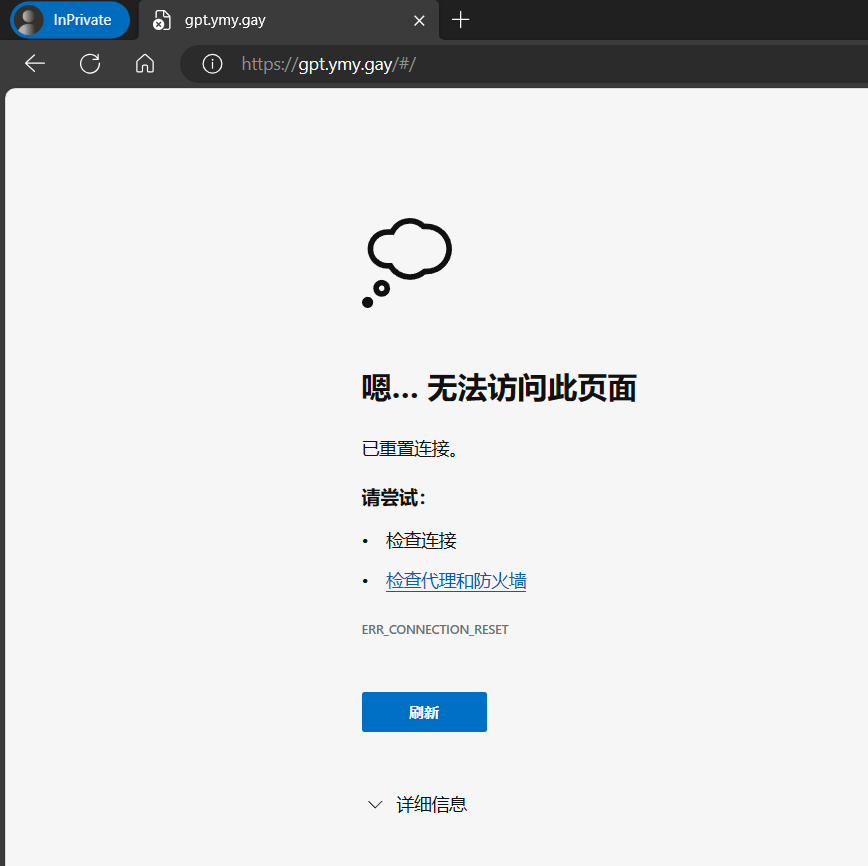 InPrivate
gpt.ymy.gay
https://gpt.ymy.gay/#/
嗯... 无法访问此页面
已重置连接。
请尝试：
• 检查连接
• 检查代理和防火墙
ERR_CONNECTION_RESET
刷新
详细信息